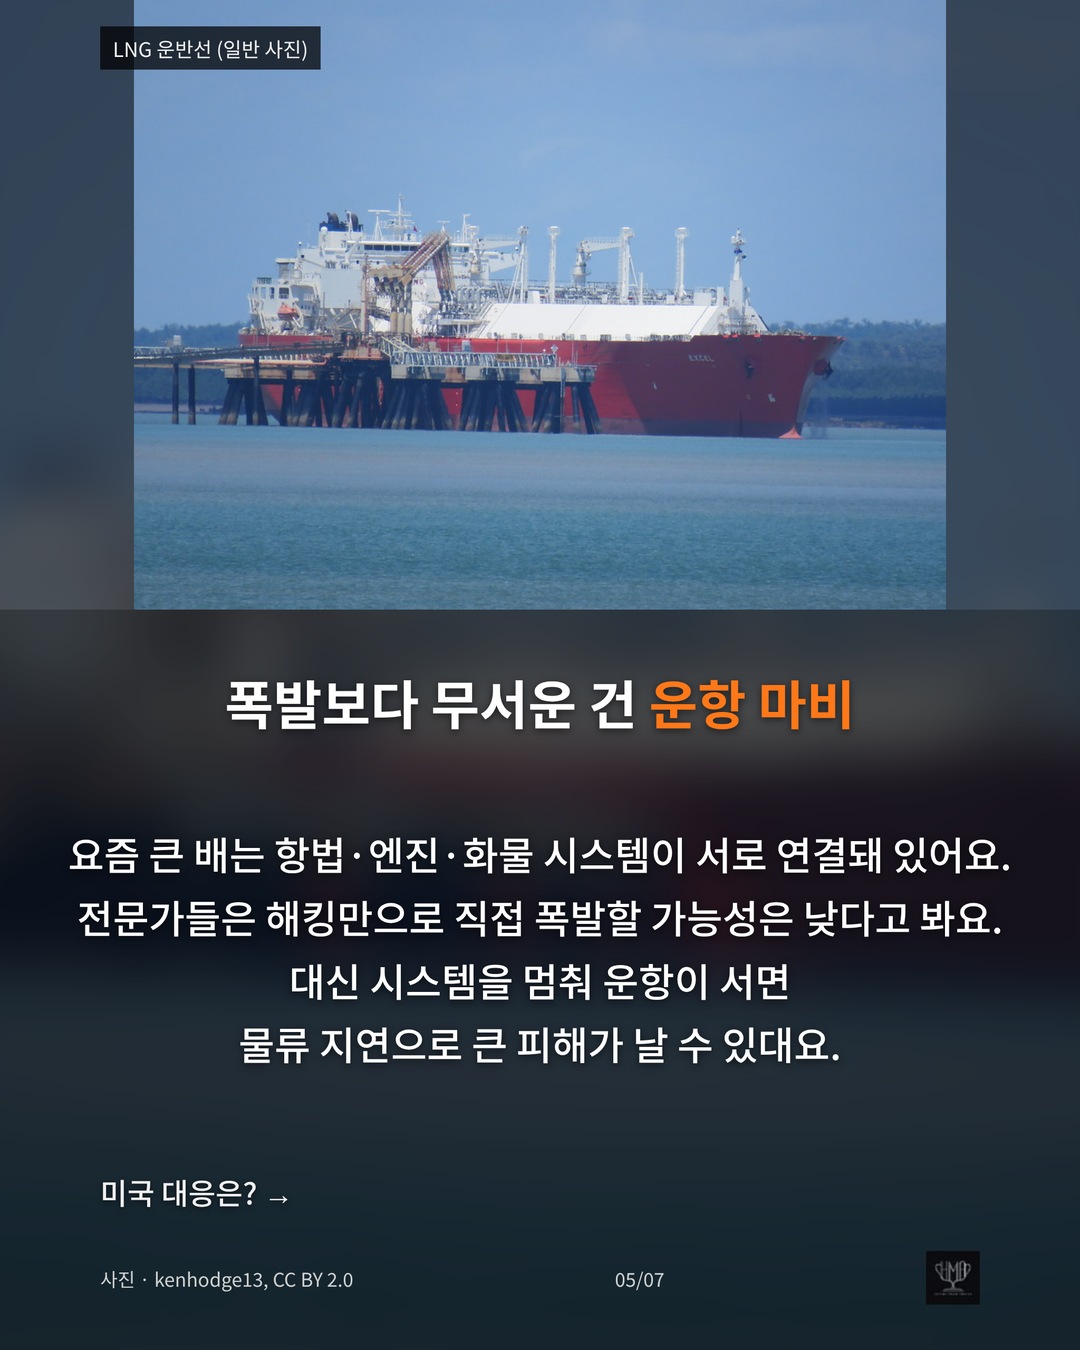 LNG 운반선 (일반 사진)
EXCEL
폭발보다 무서운 건 운항 마비
요즘 큰 배는 항법·엔진·화물 시스템이 서로 연결돼 있어요.
전문가들은 해킹만으로 직접 폭발할 가능성은 낮다고 봐요.
대신 시스템을 멈춰 운항이 서면
물류 지연으로 큰 피해가 날 수 있대요.
미국 대응은? →
사진 · kenhodge13, CC BY 2.0
05/07